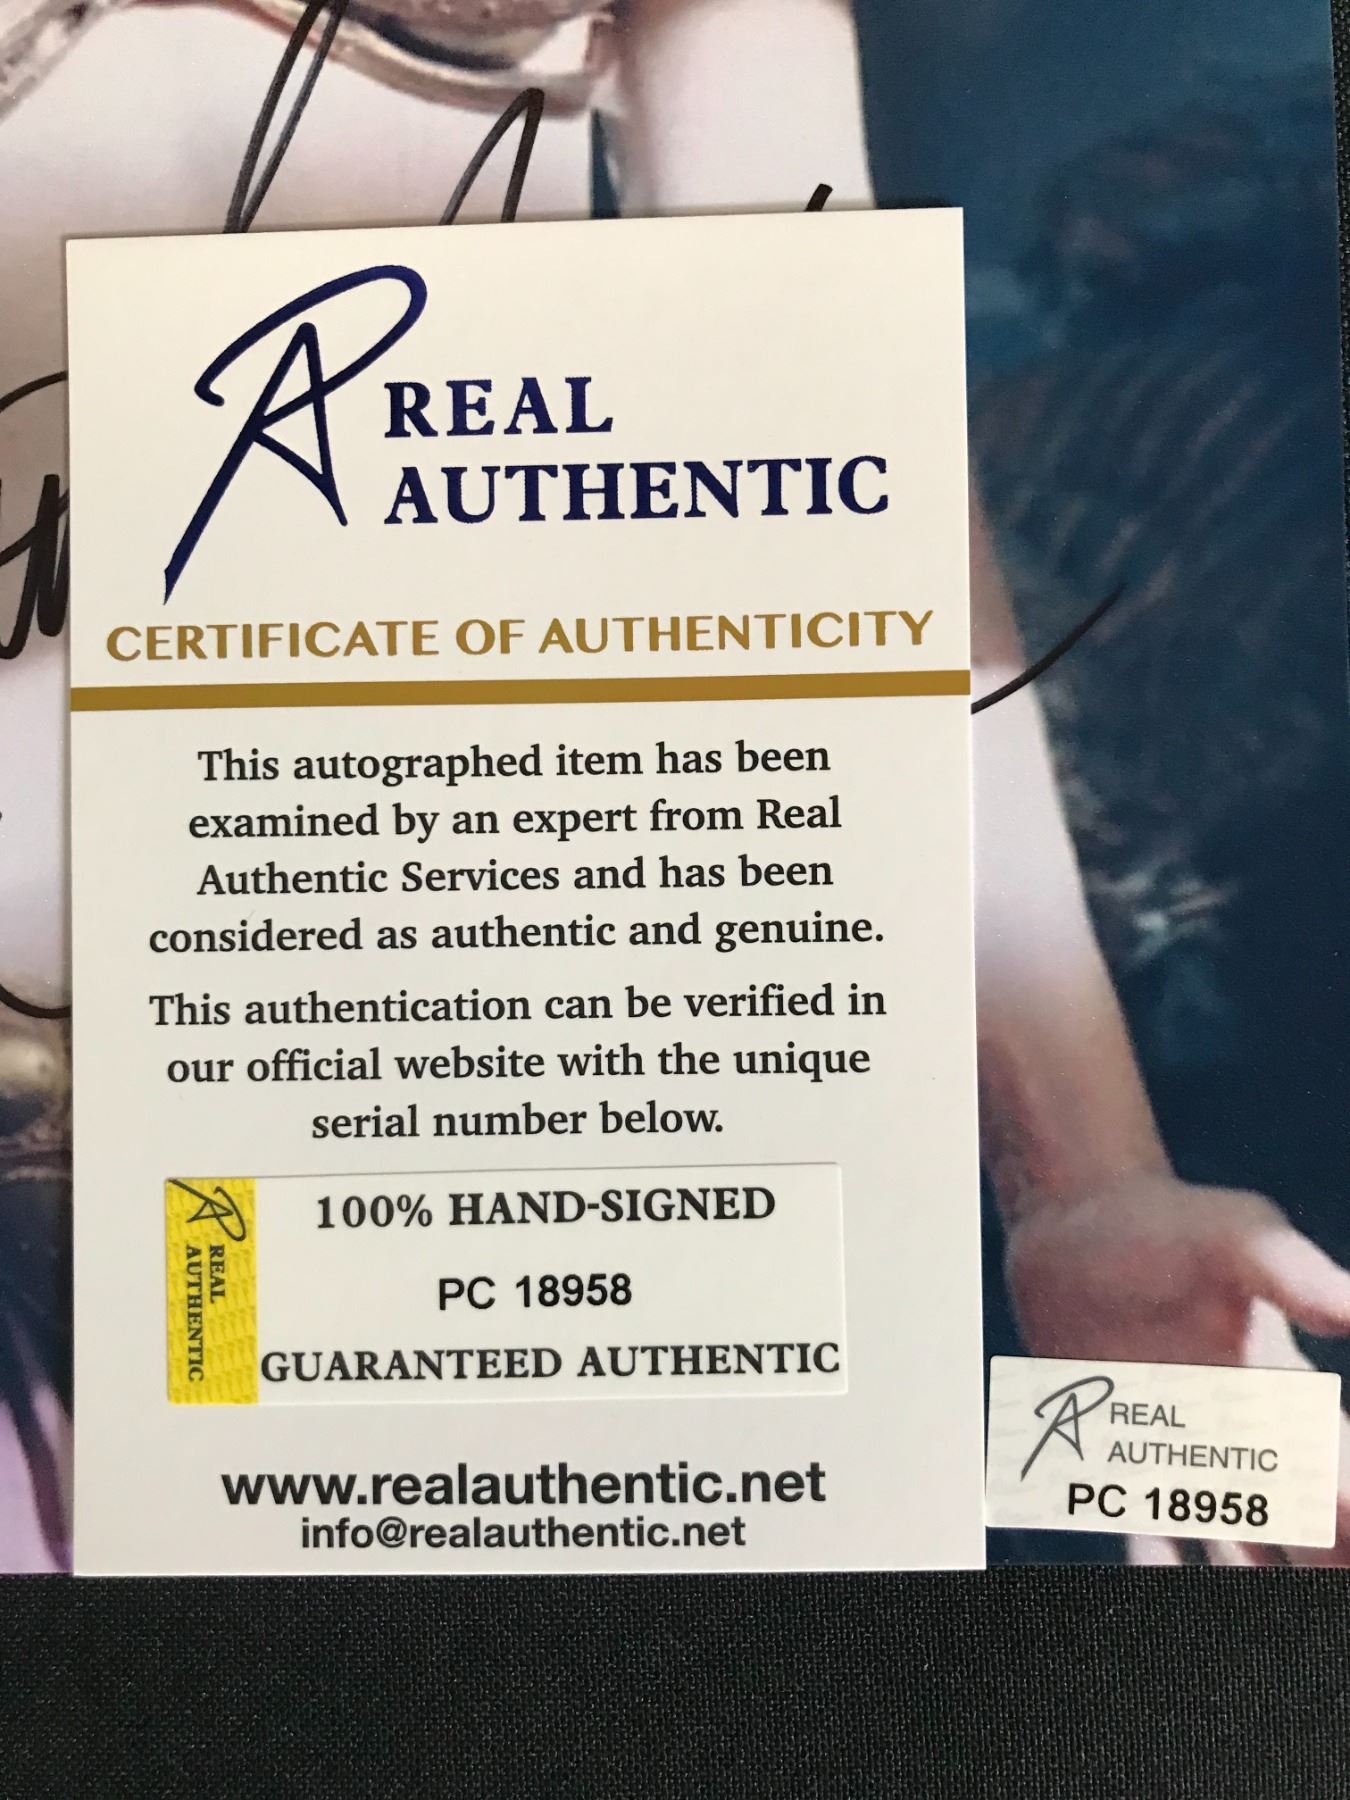 REAL
AUTHENTIC
CERTIFICATE OF AUTHENTICITY
This autographed item has been
examined by an expert from Real
Authentic Services and has been
considered as authentic and genuine.
This authentication can be verified in
our official website with the unique
serial number below.
REAL
AUTHENTIC
100% HAND-SIGNED
PC 18958
GUARANTEED AUTHENTIC
www.realauthentic.net
info@realauthentic.net
REAL
AUTHENTIC
PC 18958